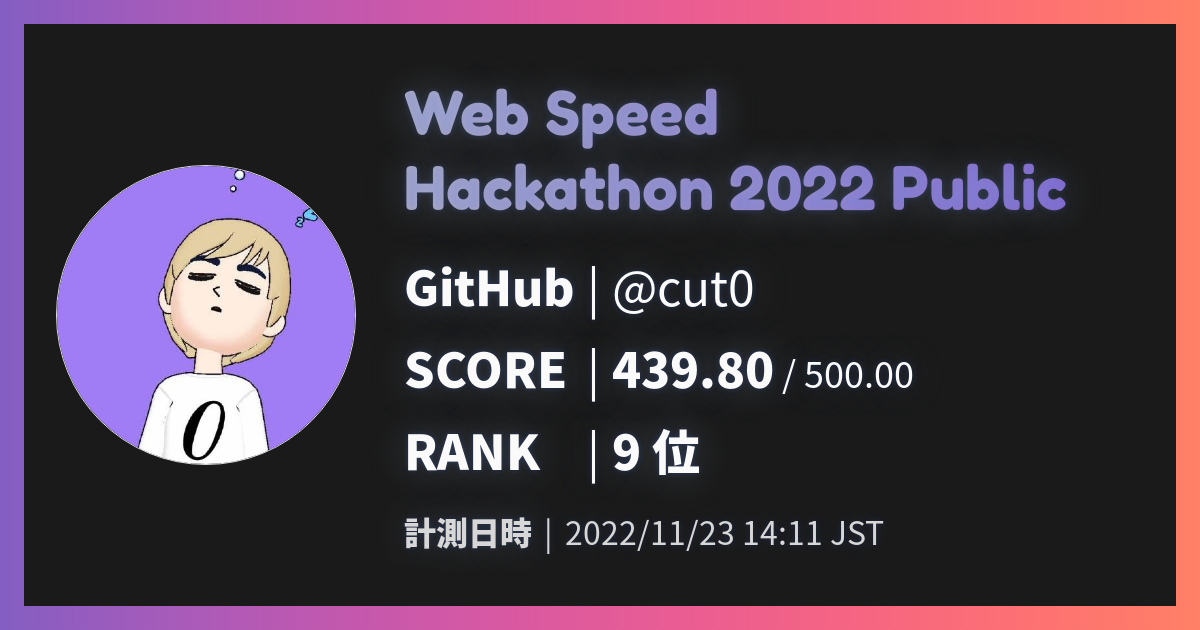 Web Speed
Hackathon 2022 Public
GitHub | @cut0
SCORE | 439.80 / 500.00
RANK | 9 位
計測日時 | 2022/11/23 14:11 JST
0